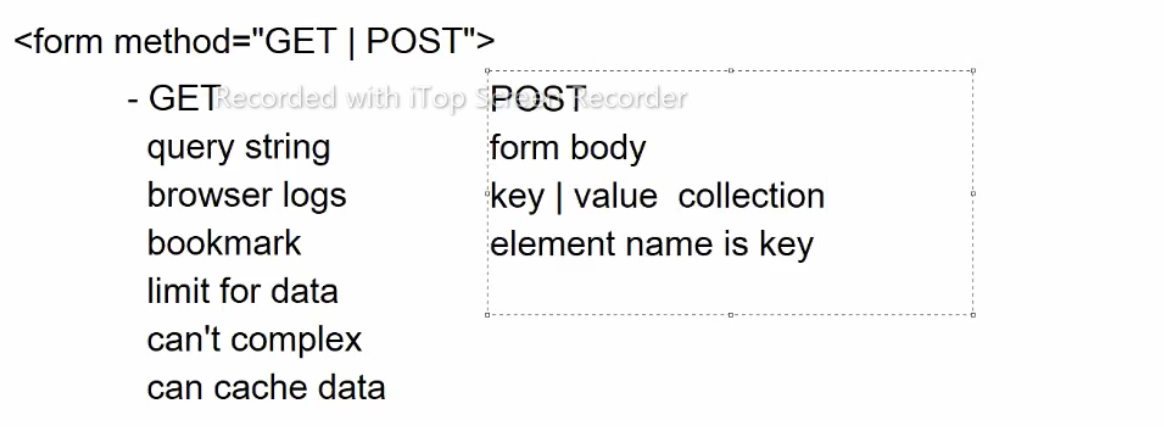 <form method="GET | POST">
- GET
Recorded with iTop Screen Recorder
POST
query string
form body
browser logs
key | value collection
bookmark
element name is key
limit for data
can't complex
can cache data